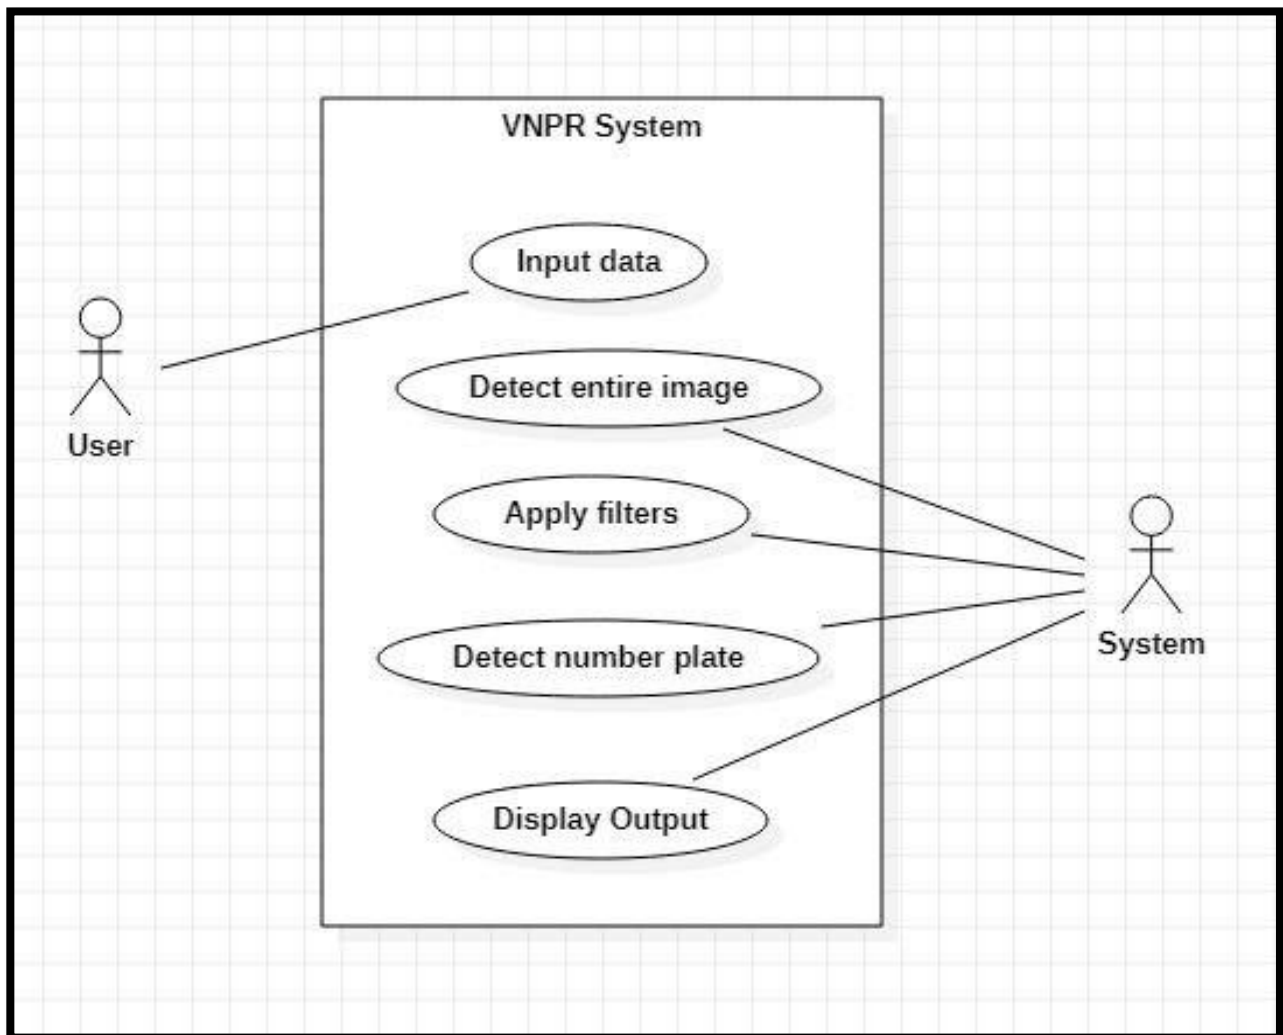 VNPR System
Input data
Detect entire image
User
Apply filters
System
Detect number plate
Display Output